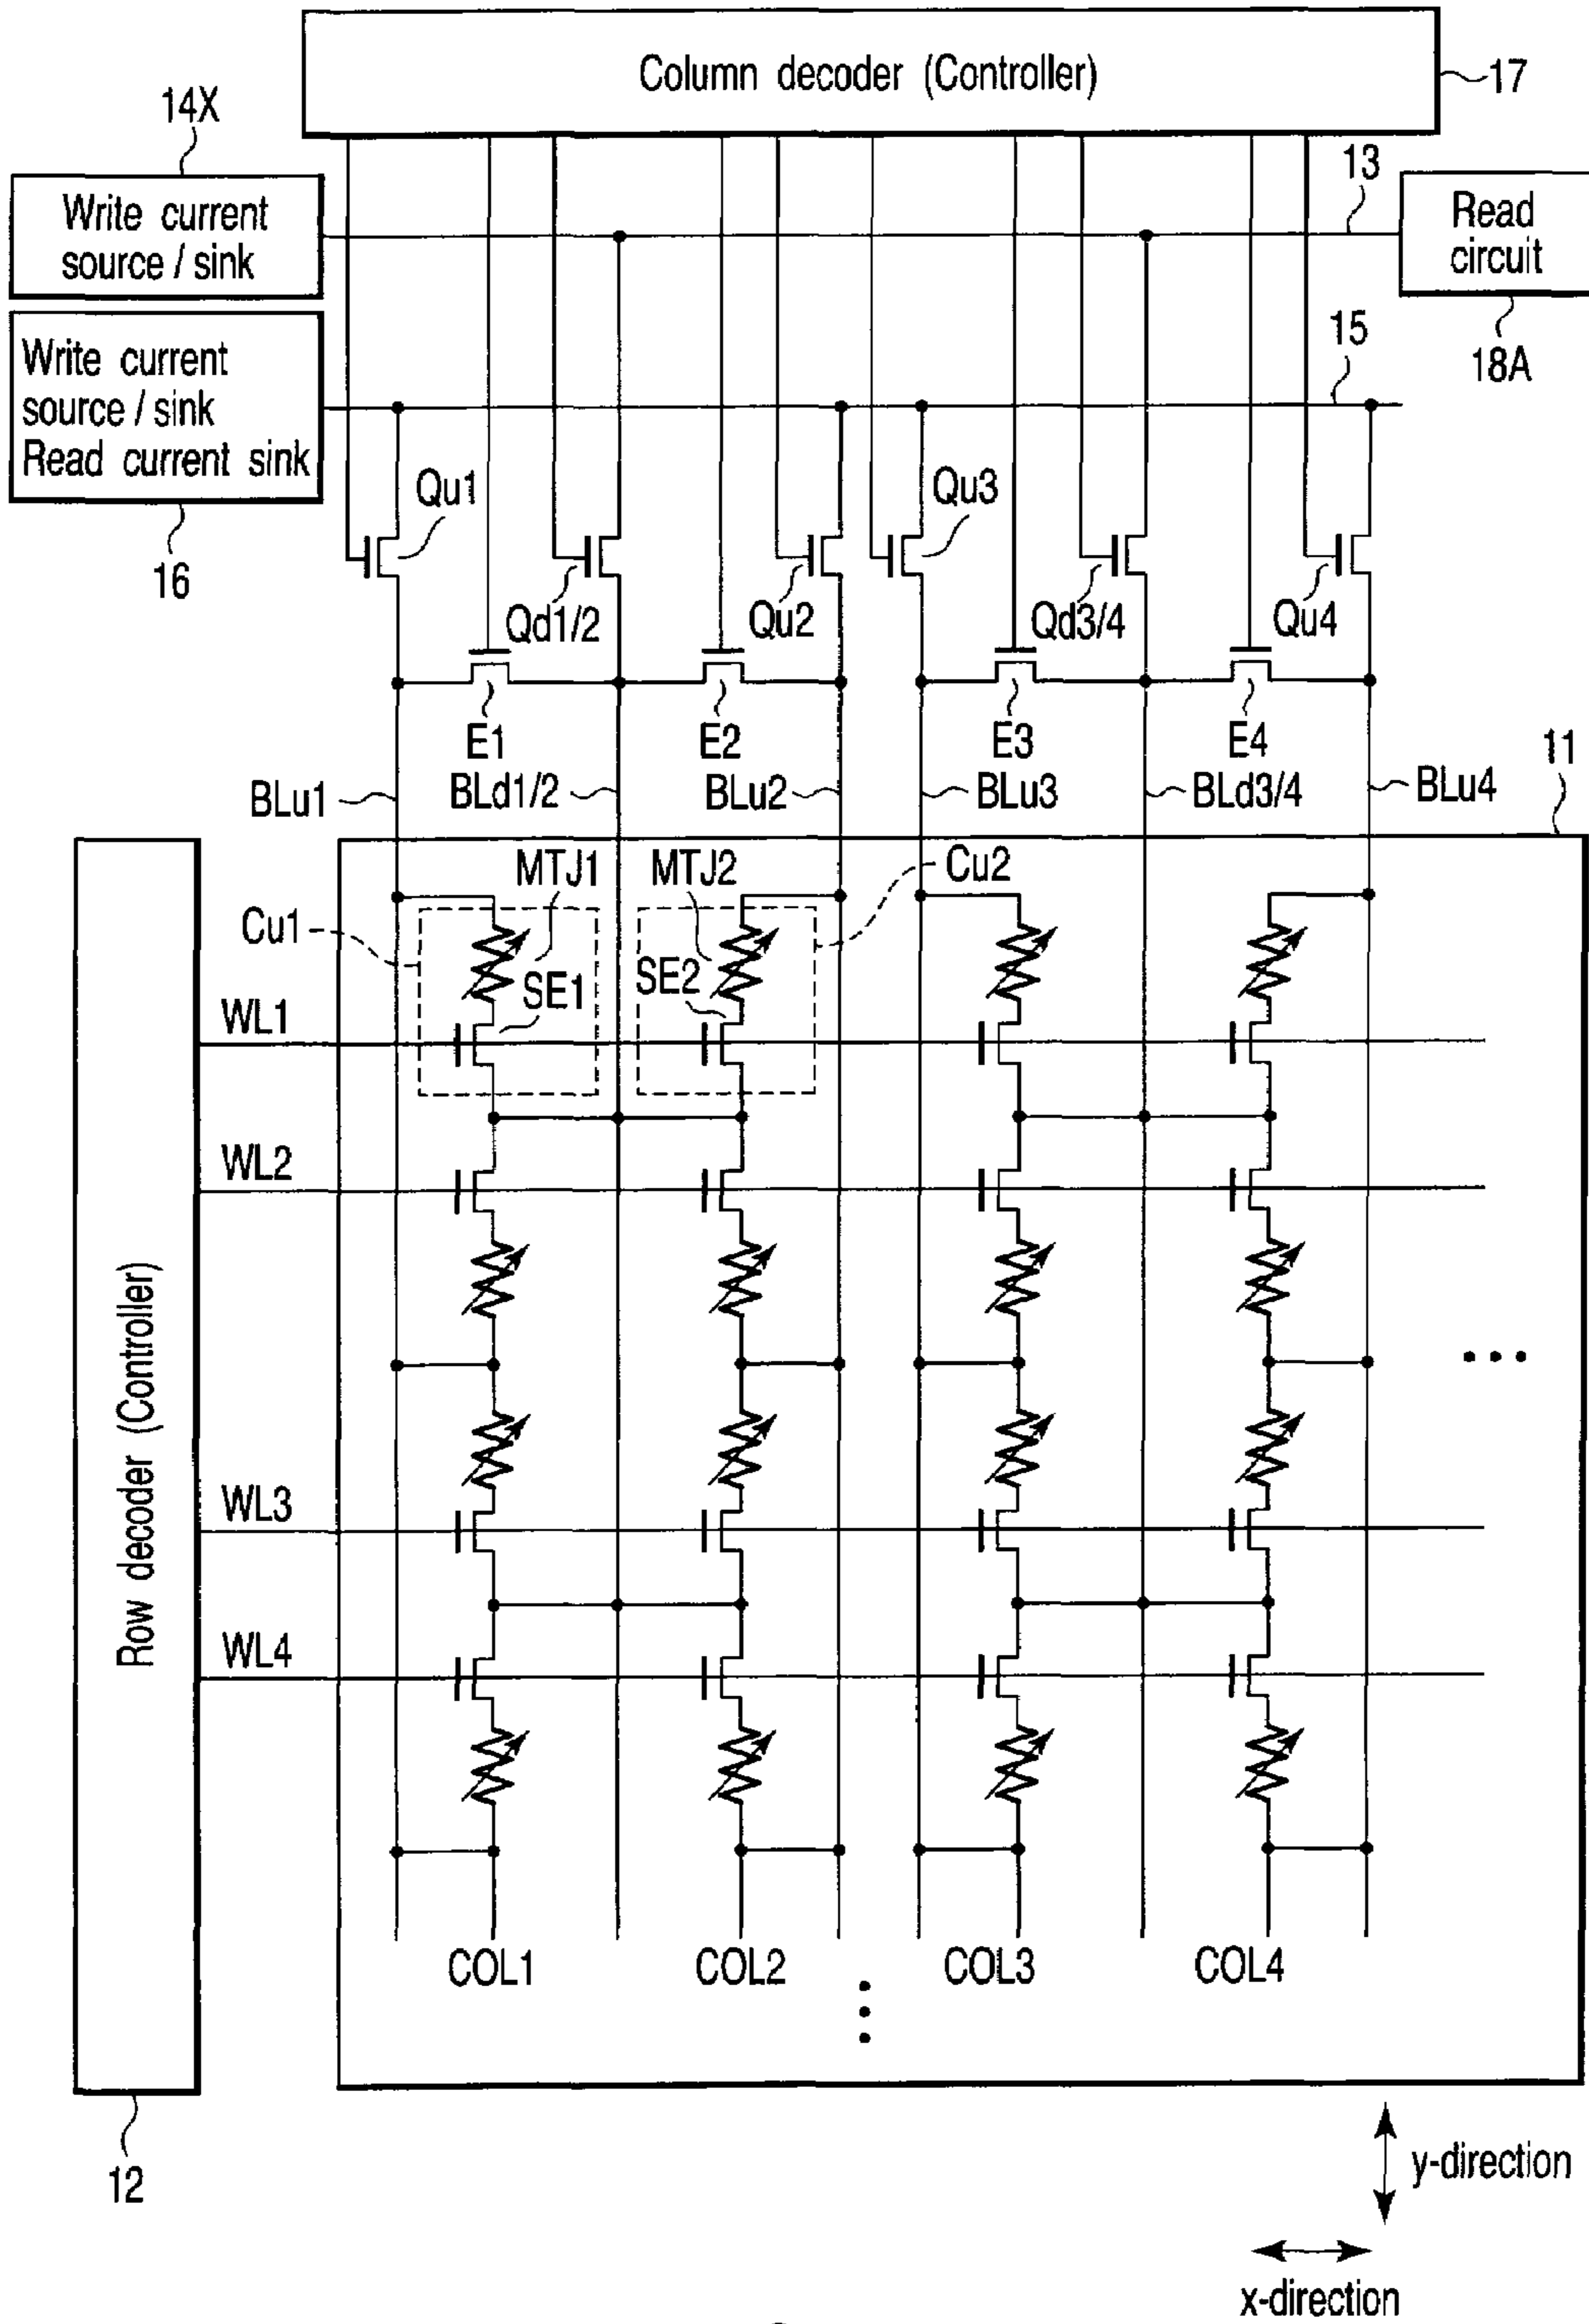 Column decoder (Controller)
17
14X
Write current
source / sink
13
Read
circuit
18A
15
Write current
source / sink
Read current sink
16
Qu1
Qd1/2
Qu2
Qu3
Qd3/4
Qu4
E1
E2
E3
E4
11
BLu1
BLd1/2
BLu2
BLu3
BLd3/4
BLu4
MTJ1
MTJ2
Cu2
Cu1
SE1
SE2
WL1
WL2
Row decoder (Controller)
WL3
WL4
COL1
COL2
COL3
COL4
12
y-direction
x-direction